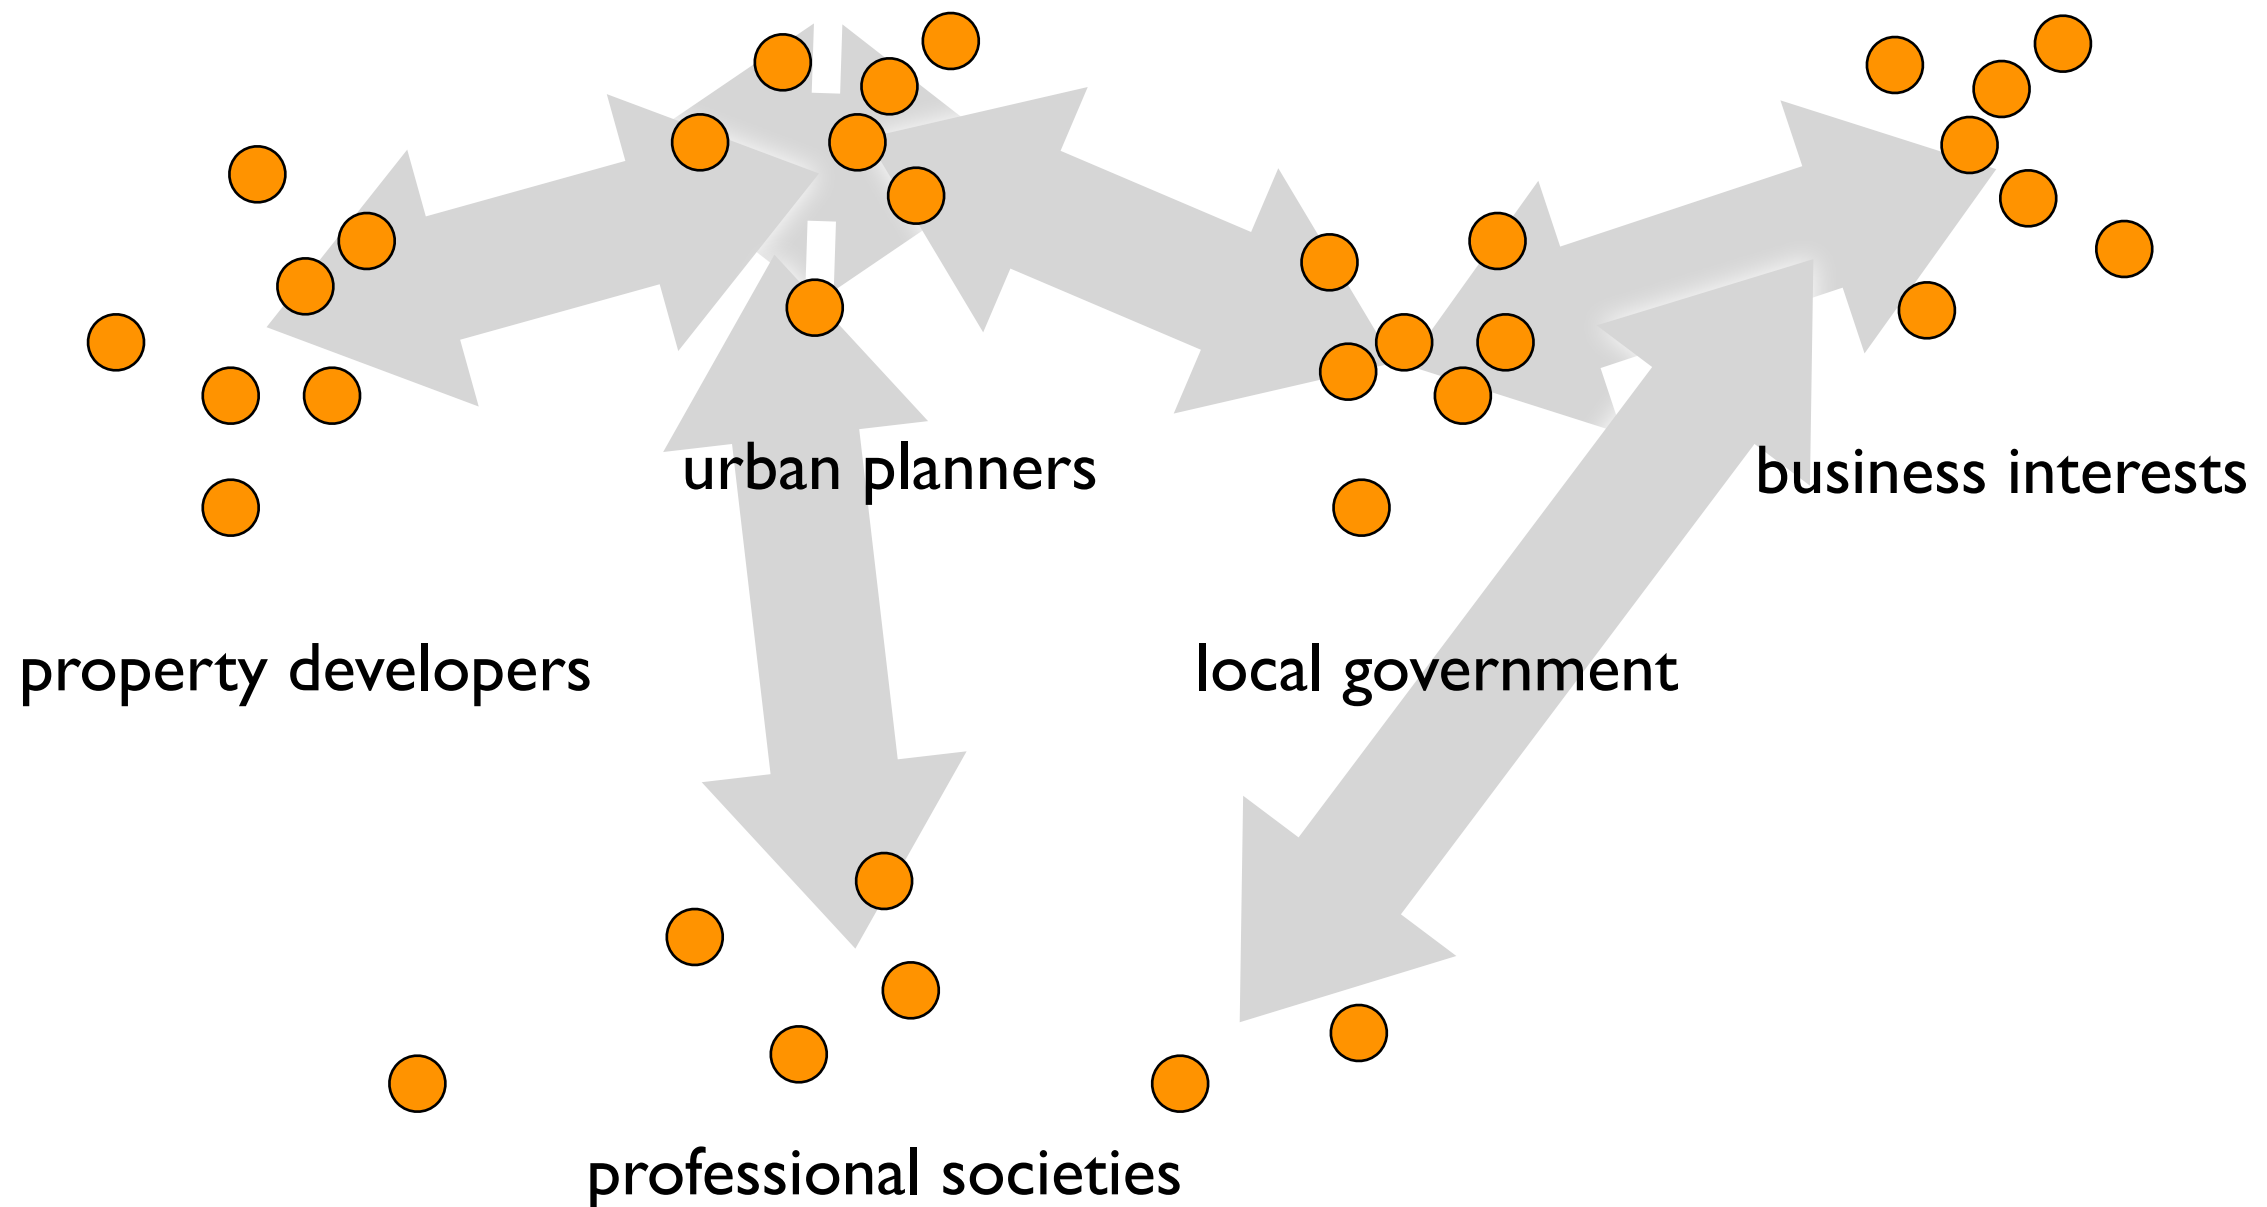 urban planners
business interests
property developers
local government
professional societies